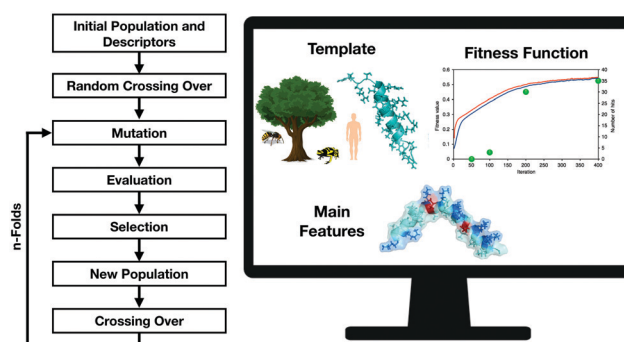 Initial Population and
Descriptors
Random Crossing Over
Mutation
Evaluation
Selection
New Population
Crossing Over
n-Folds
Template
Fitness Function
Fitness value
0.6
0.5
0.4
0.3
0.2
0.1
0
0
50
100
150
200
250
300
350
400
Iteration
40
35
30
25
20
15
10
5
0
Number of hits
Main
Features